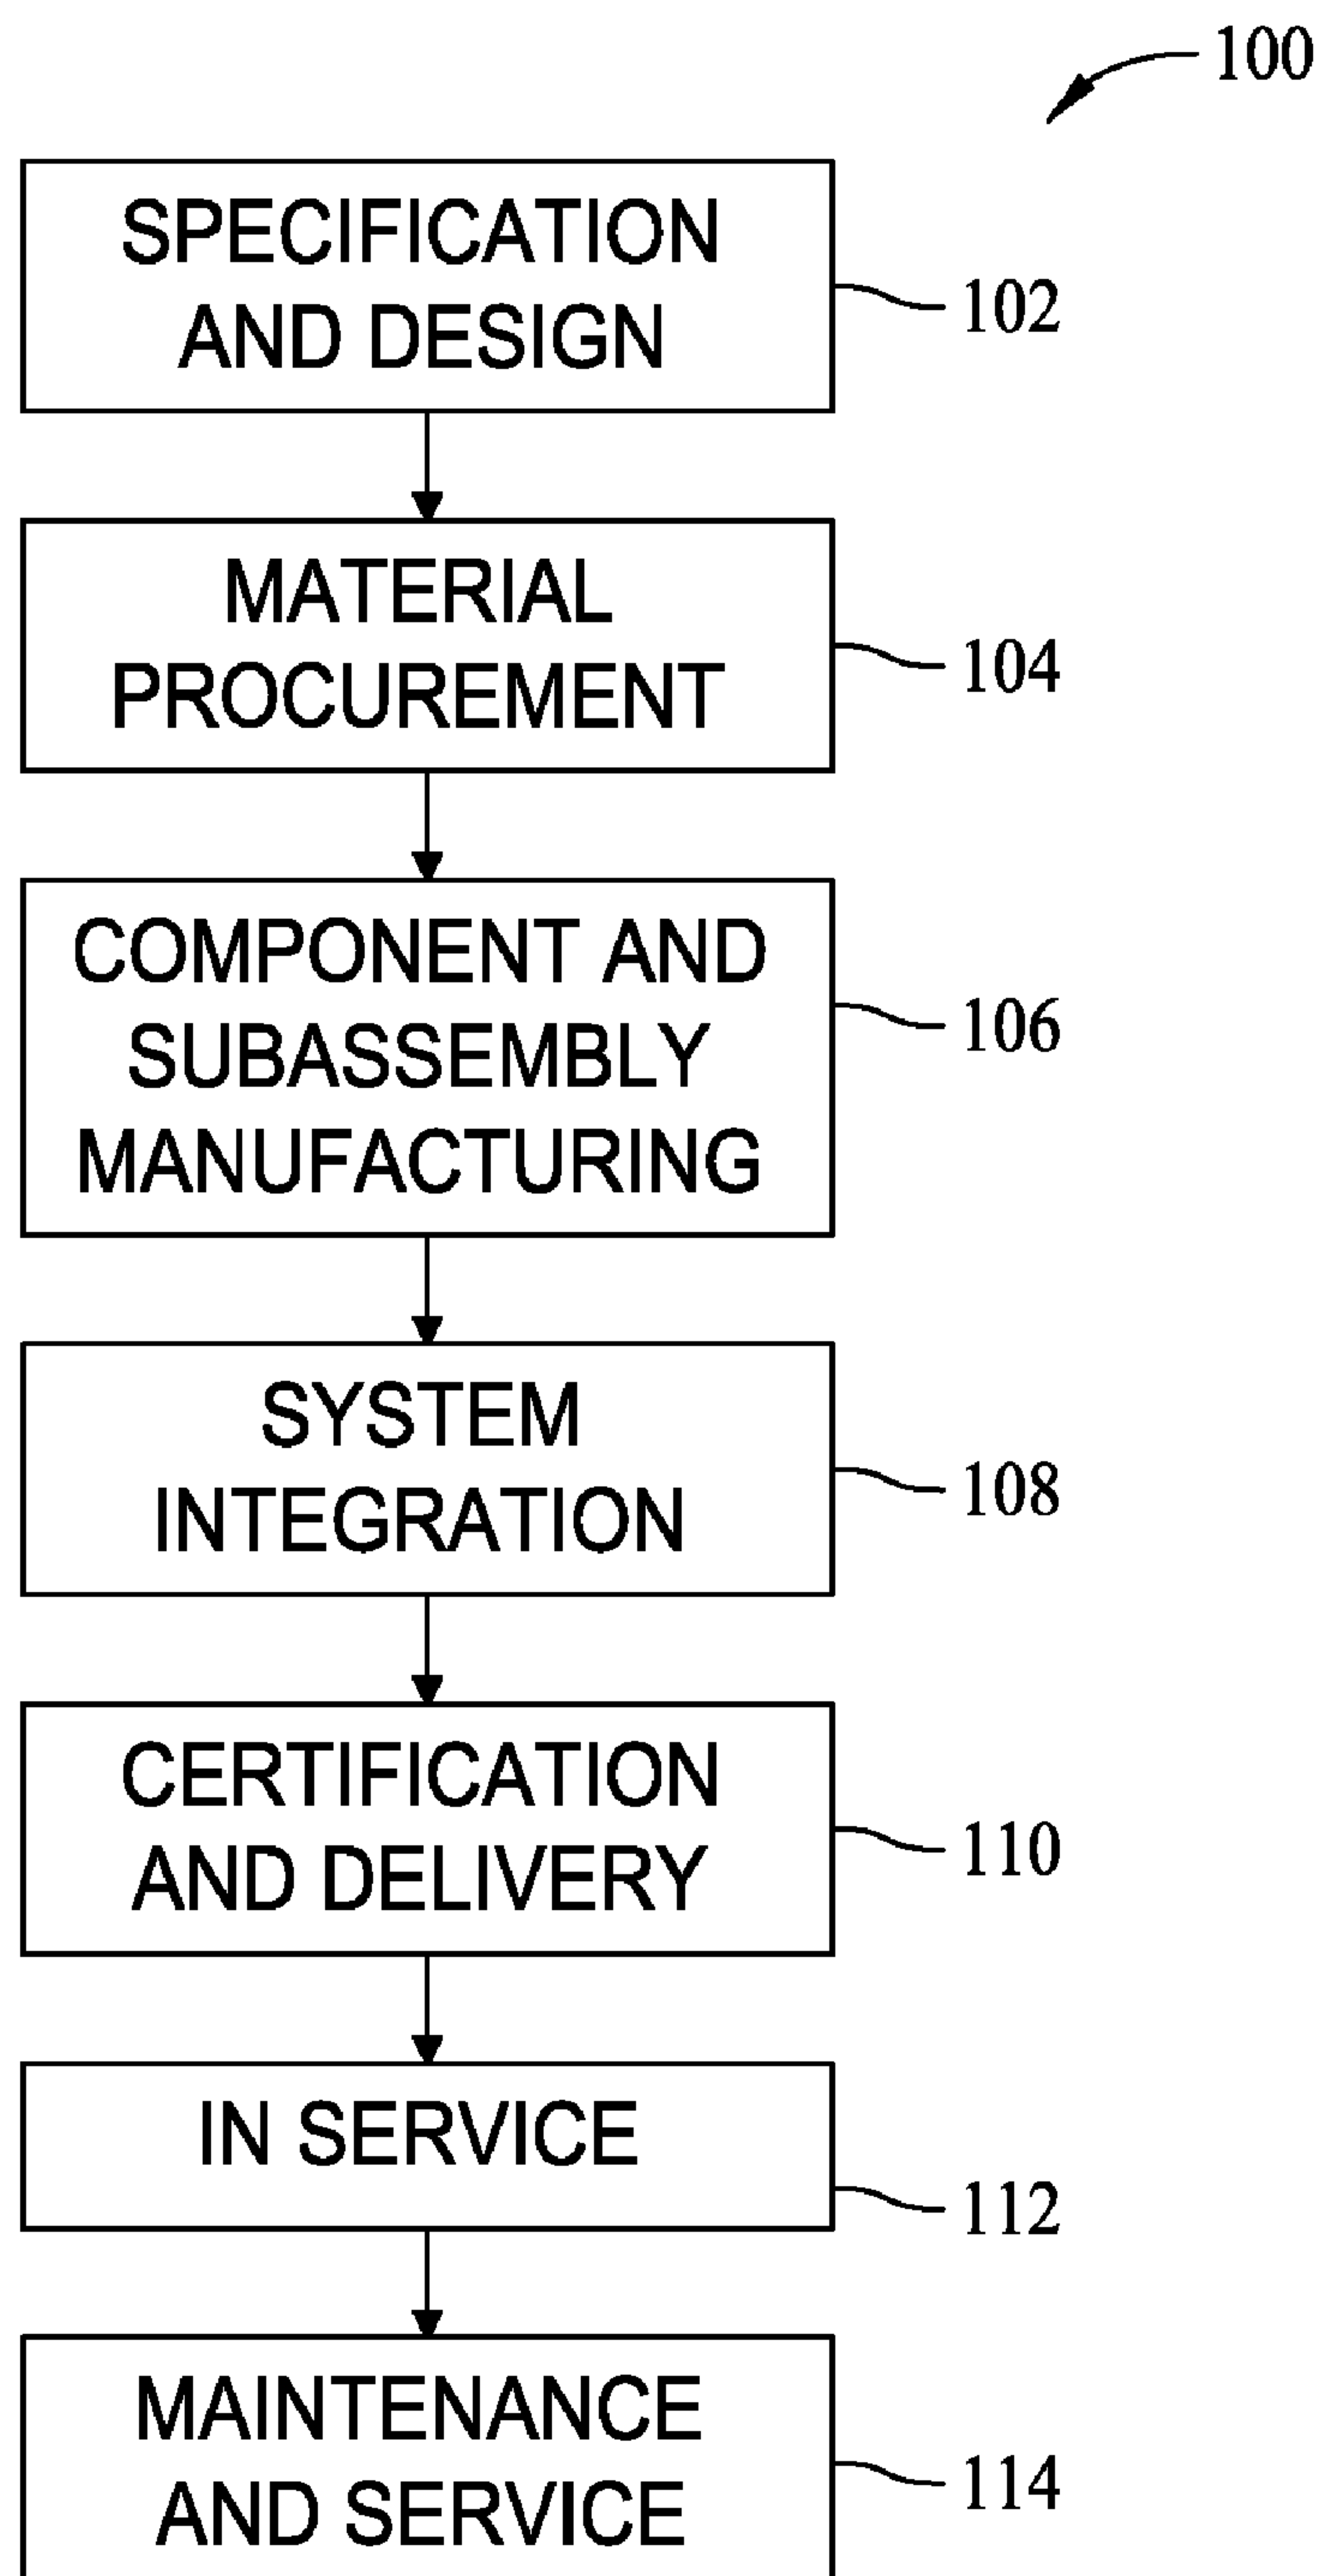 100
SPECIFICATION
AND DESIGN
102
MATERIAL
PROCUREMENT
104
COMPONENT AND
SUBASSEMBLY
MANUFACTURING
106
SYSTEM
INTEGRATION
108
CERTIFICATION
AND DELIVERY
110
IN SERVICE
112
MAINTENANCE
AND SERVICE
114